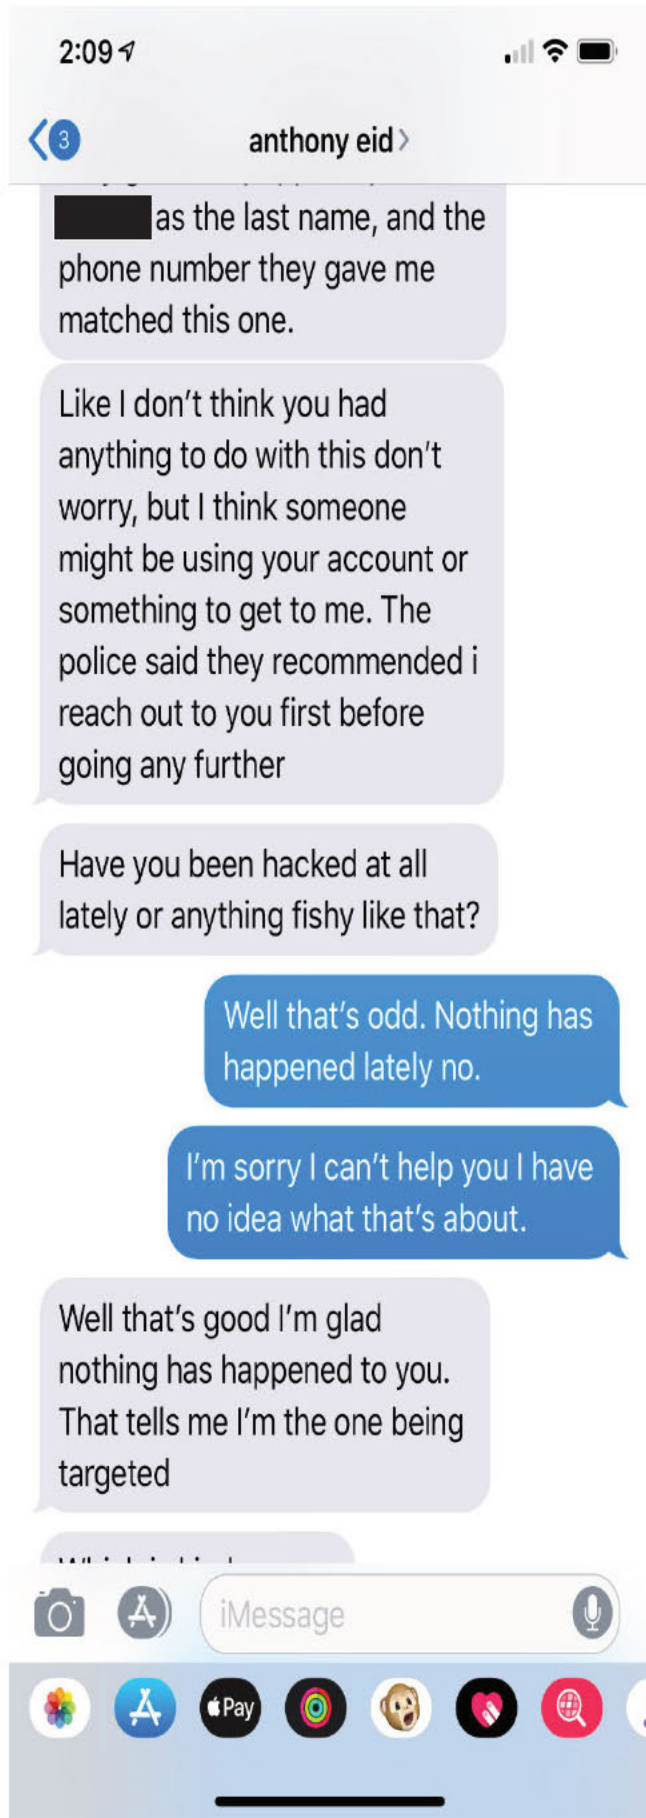 2:09
3
anthony eid
as the last name, and the
phone number they gave me
matched this one.
Like I don't think you had
anything to do with this don't
worry, but I think someone
might be using your account or
something to get to me. The
police said they recommended i
reach out to you first before
going any further
Have you been hacked at all
lately or anything fishy like that?
Well that's odd. Nothing has
happened lately no.
I'm sorry I can't help you I have
no idea what that's about.
Well that's good I'm glad
nothing has happened to you.
That tells me I'm the one being
targeted
iMessage
Pay